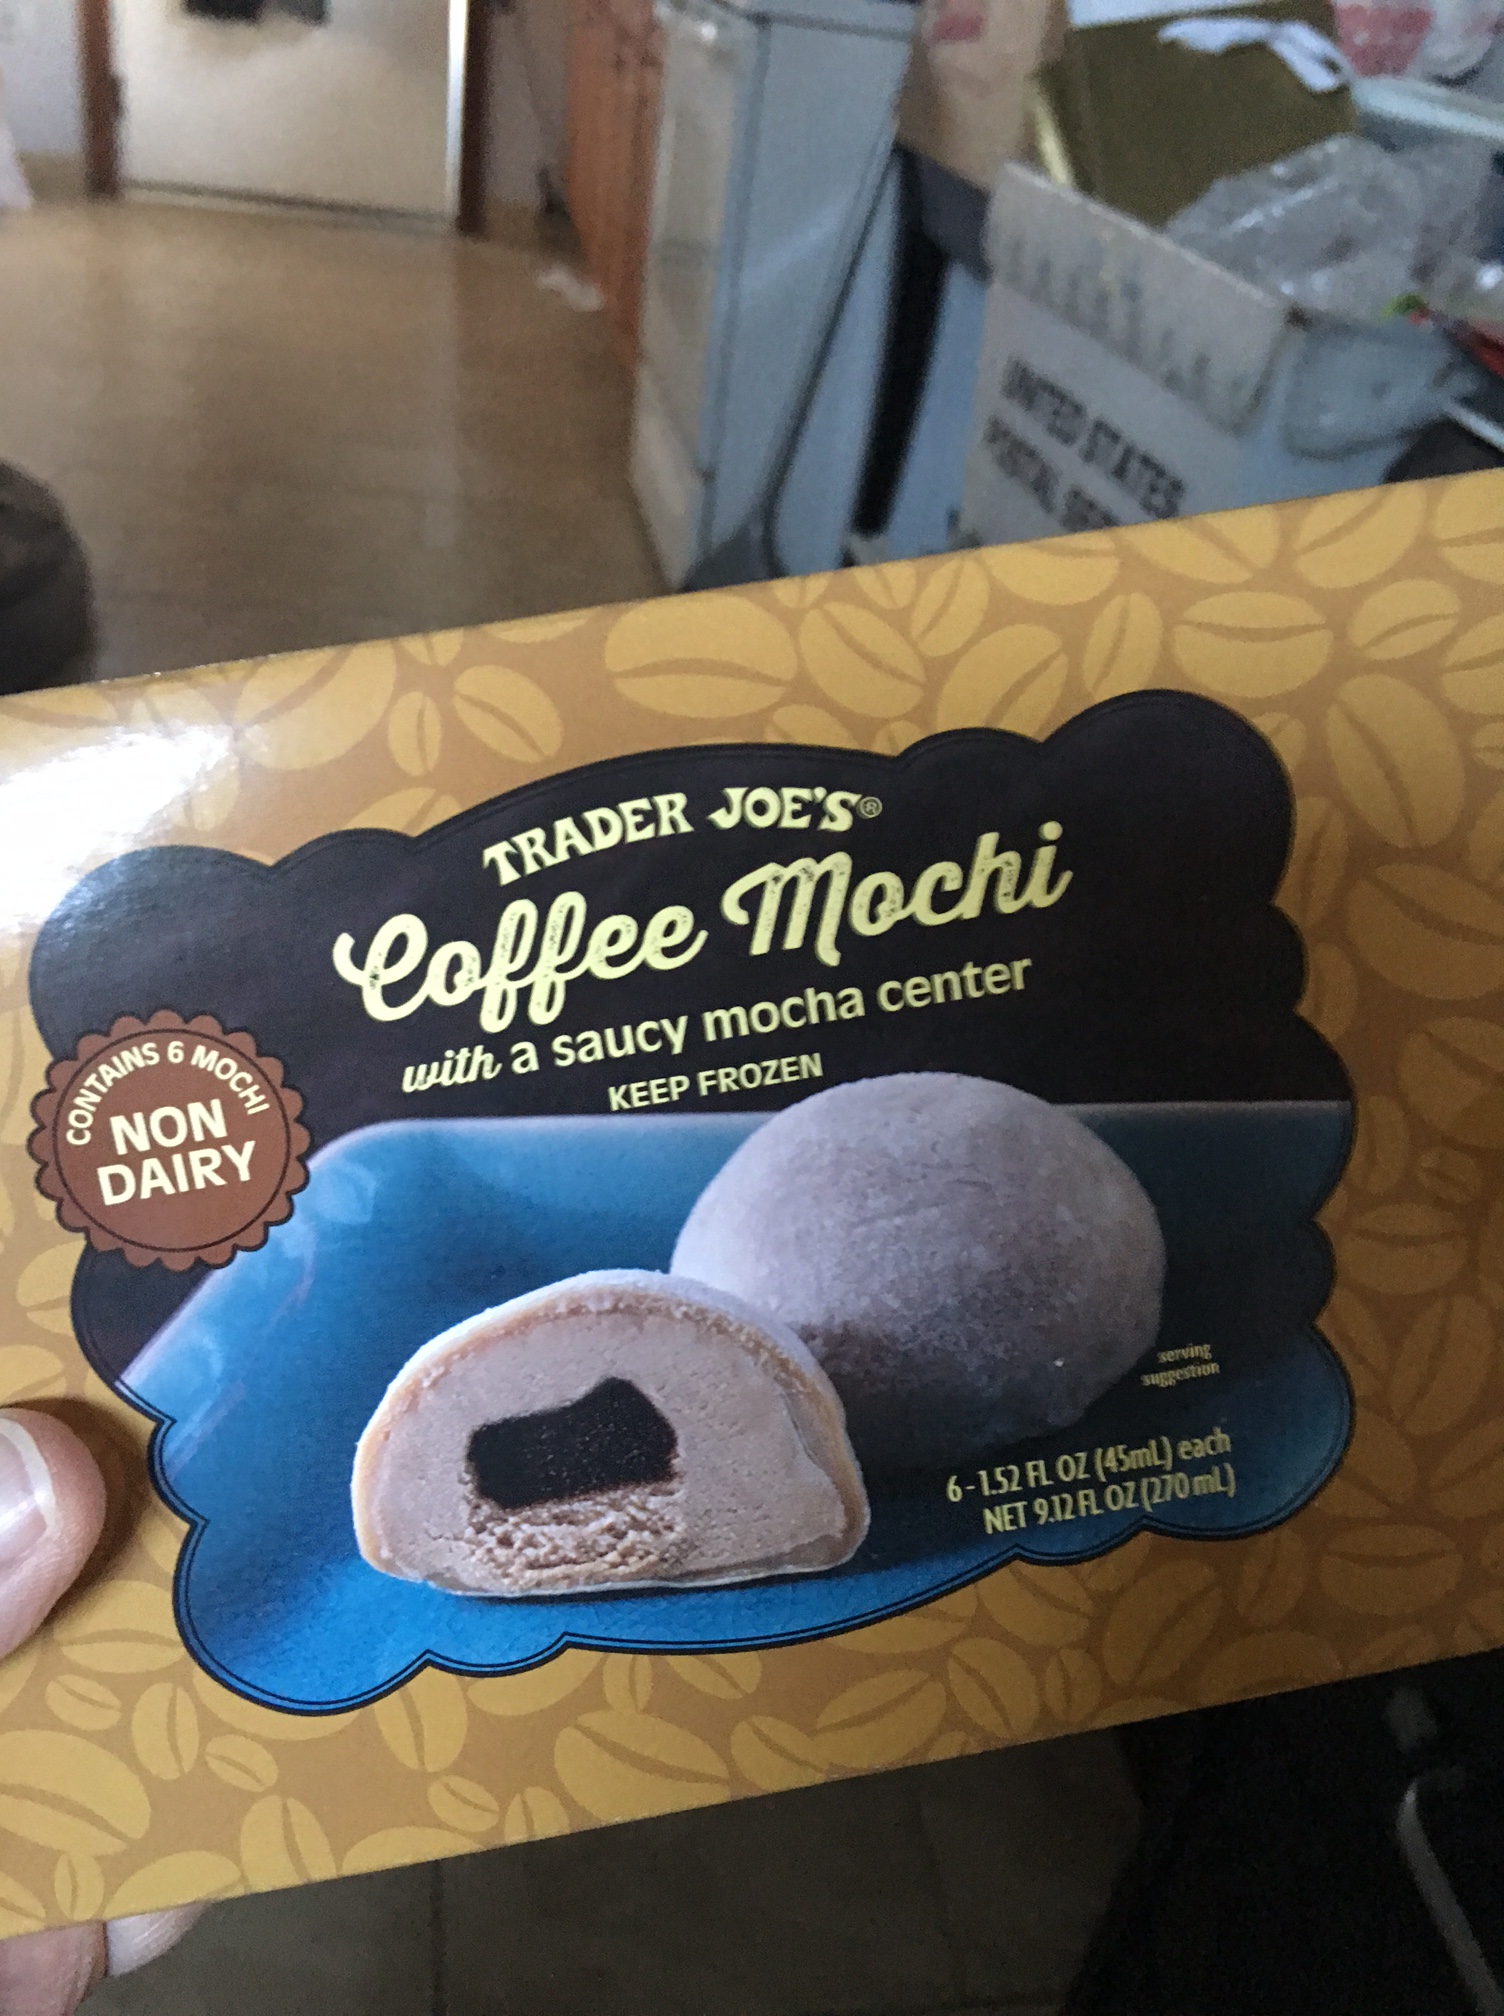 UNITED STATES
POSTAL
TRADER JOE'S®
Coffee Mochi
with a saucy mocha center
KEEP FROZEN
CONTAINS 6 MOCHI
NON
DAIRY
serving
suggestion
6-1.52 FL OZ (45mL) each
NET 9.12 FL OZ (270 mL)